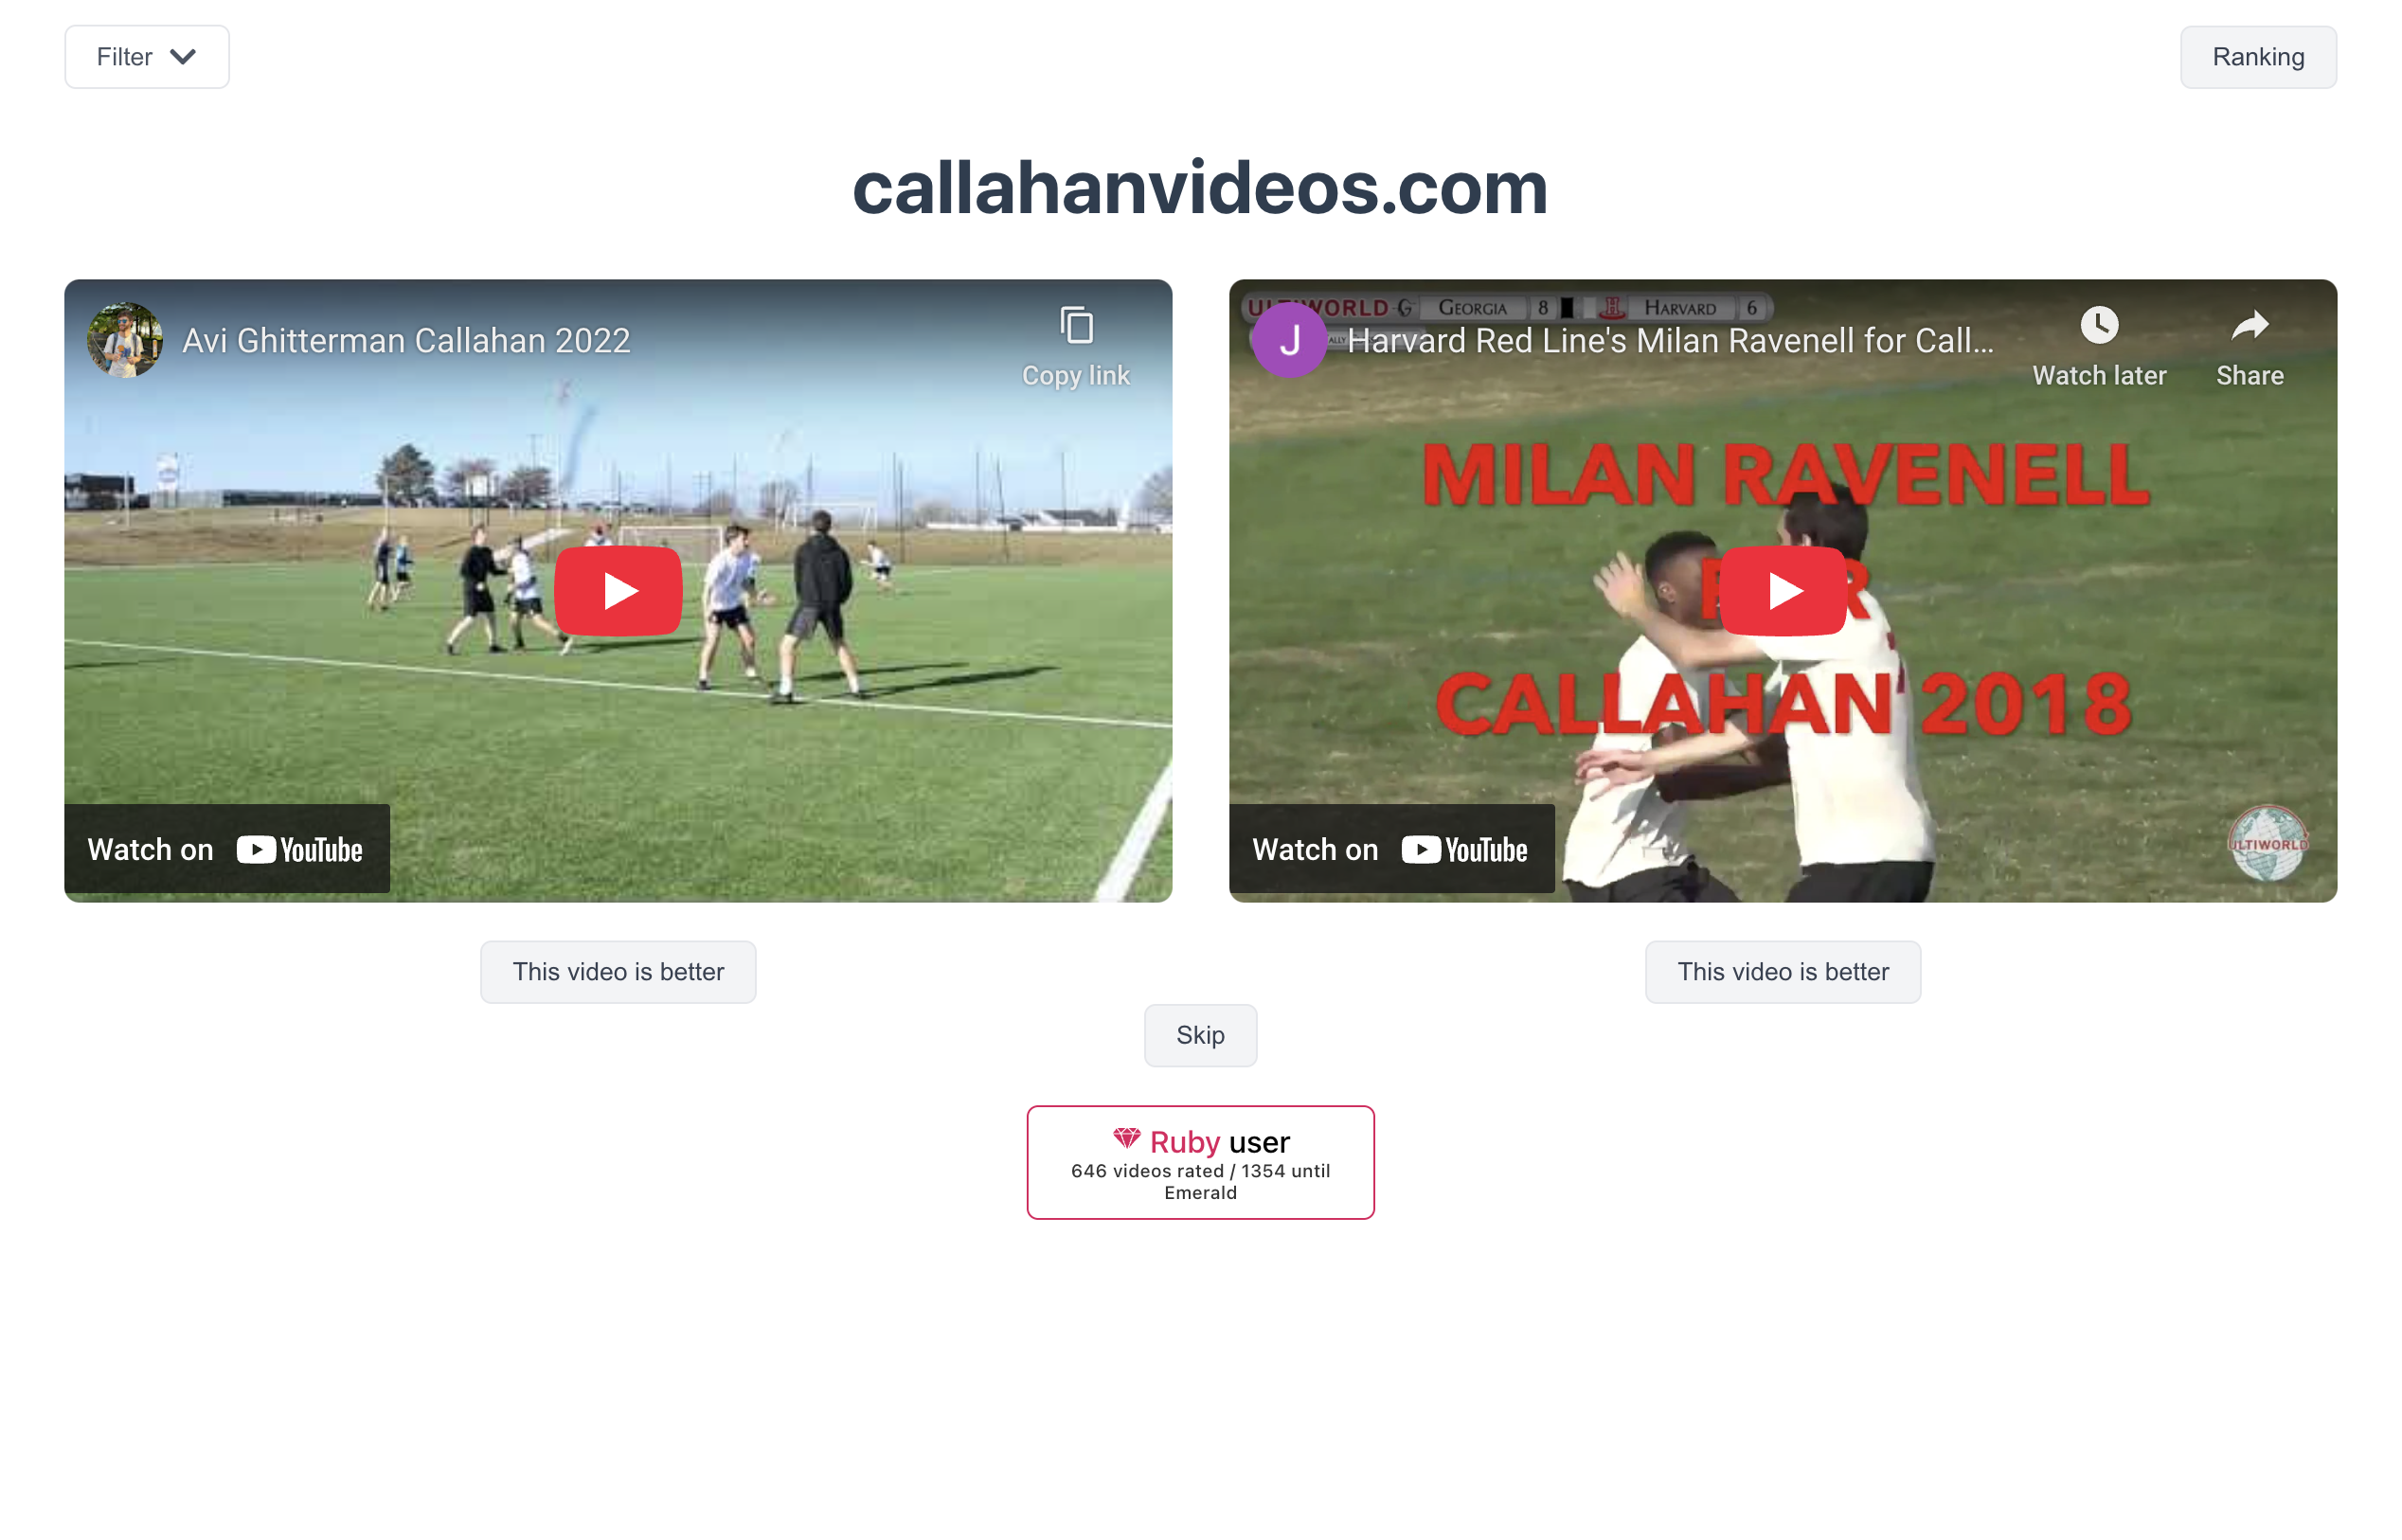 Filter
Ranking
callahanvideos.com
Avi Ghitterman Callahan 2022
Copy link
Watch on YouTube
This video is better
ULTIWORLD G GEORGIA 8 H HARVARD 6
J
Harvard Red Line's Milan Ravenell for Call...
Watch later
Share
MILAN RAVENELL
CALLAHAN 2018
Watch on YouTube
ULTIWORLD
This video is better
Skip
Ruby user
646 videos rated / 1354 until
Emerald